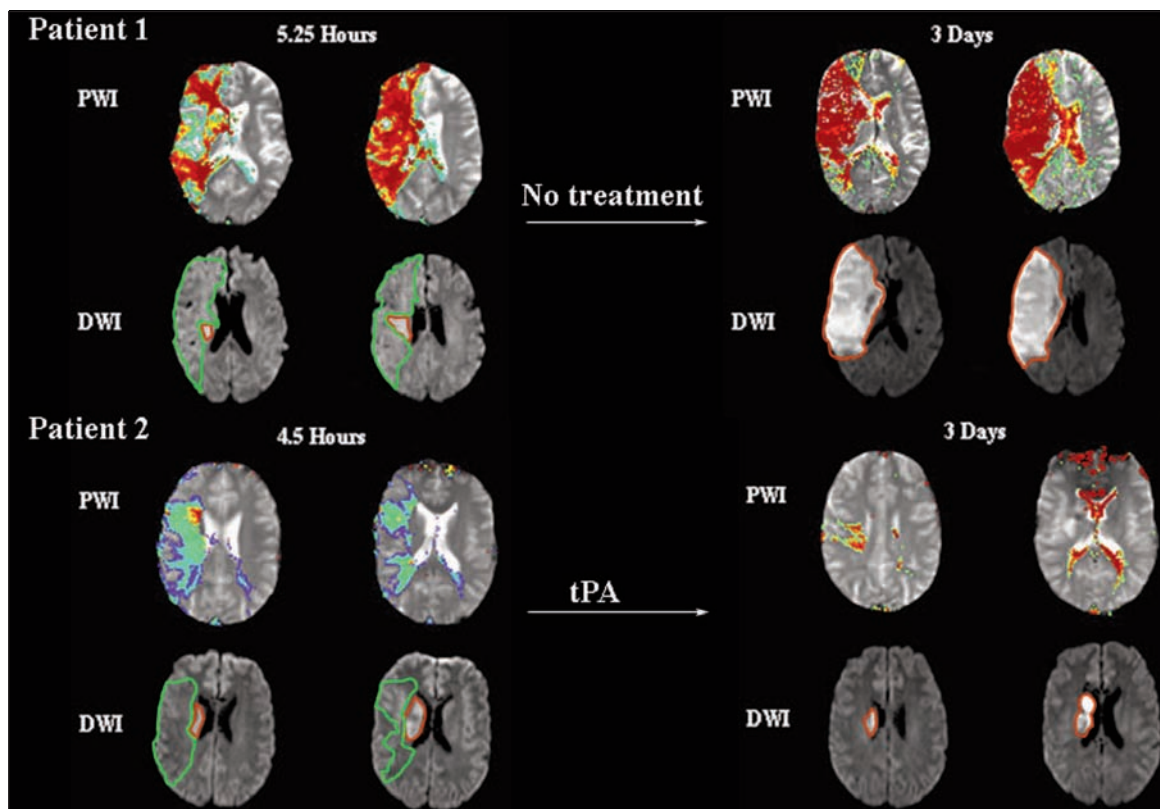 Patient 1
5.25 Hours
3 Days
PWI
PWI
No treatment
DWI
DWI
Patient 2
4.5 Hours
3 Days
PWI
PWI
tPA
DWI
DWI